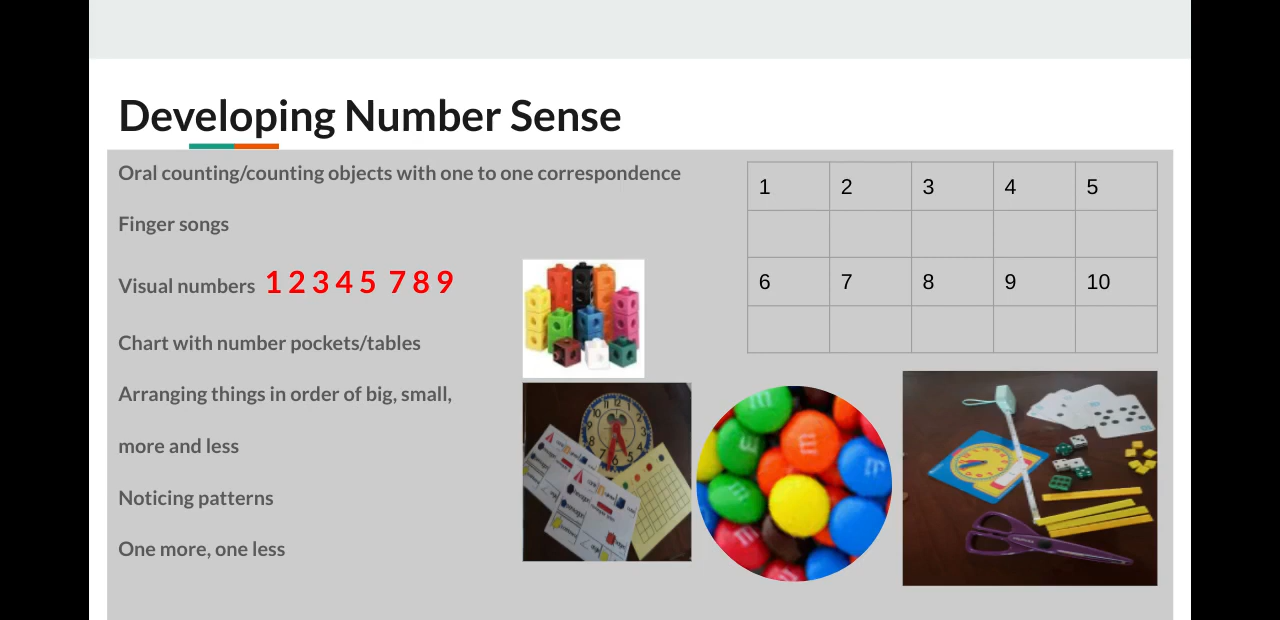 Developing Number Sense
Oral counting/counting objects with one to one correspondence
Finger songs
Visual numbers 1 2 3 4 5 7 8 9
Chart with number pockets/tables
Arranging things in order of big, small,
more and less
Noticing patterns
One more, one less
1 2 3 4 5
6 7 8 9 10